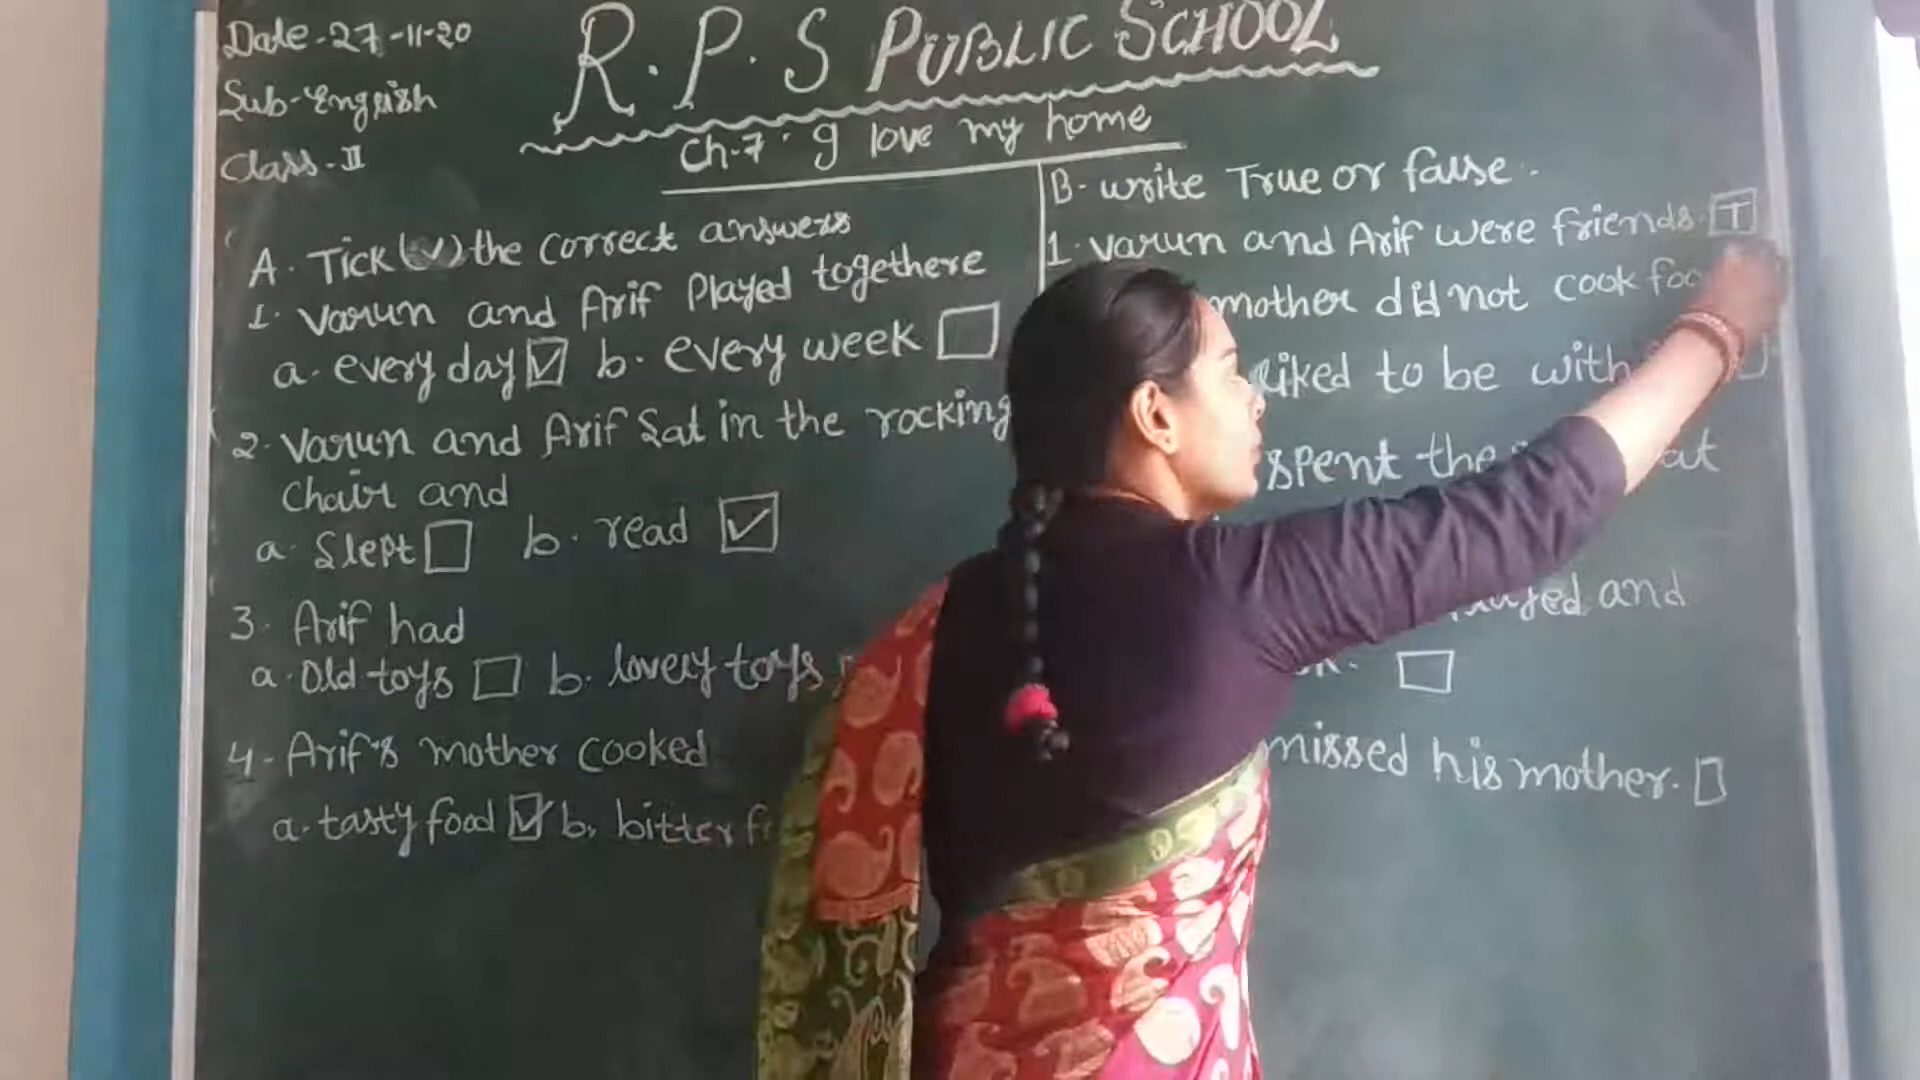 Date-27-11-20
Sub-English
Class-II
R.P.S PUBLIC SCHOOL
Ch-7. I love my home
A. Tick (✓) the correct answers
1. Varun and Arif Played togethere
a. every day ☑ b. every week ☐
2. Varun and Arif Sat in the rocking
Chair and
a. Slept ☐ b. read ☑
3. Arif had
a. Old toys ☐ b. lovely toys
4- Arif's mother cooked
a. tasty food ☑ b. bitter
B- write True or false.
1. Varun and Arif were friends. T
mother did not cook
liked to be with
spent the at
and
☐
missed his mother. ☐